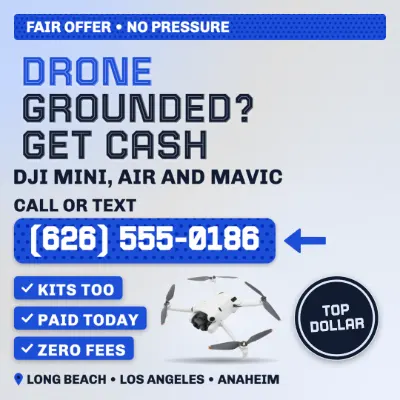 FAIR OFFER • NO PRESSURE
DRONE
GROUNDED?
GET CASH
DJI MINI, AIR AND MAVIC
CALL OR TEXT
(626) 555-0186
KITS TOO
PAID TODAY
ZERO FEES
TOP
DOLLAR
LONG BEACH • LOS ANGELES • ANAHEIM